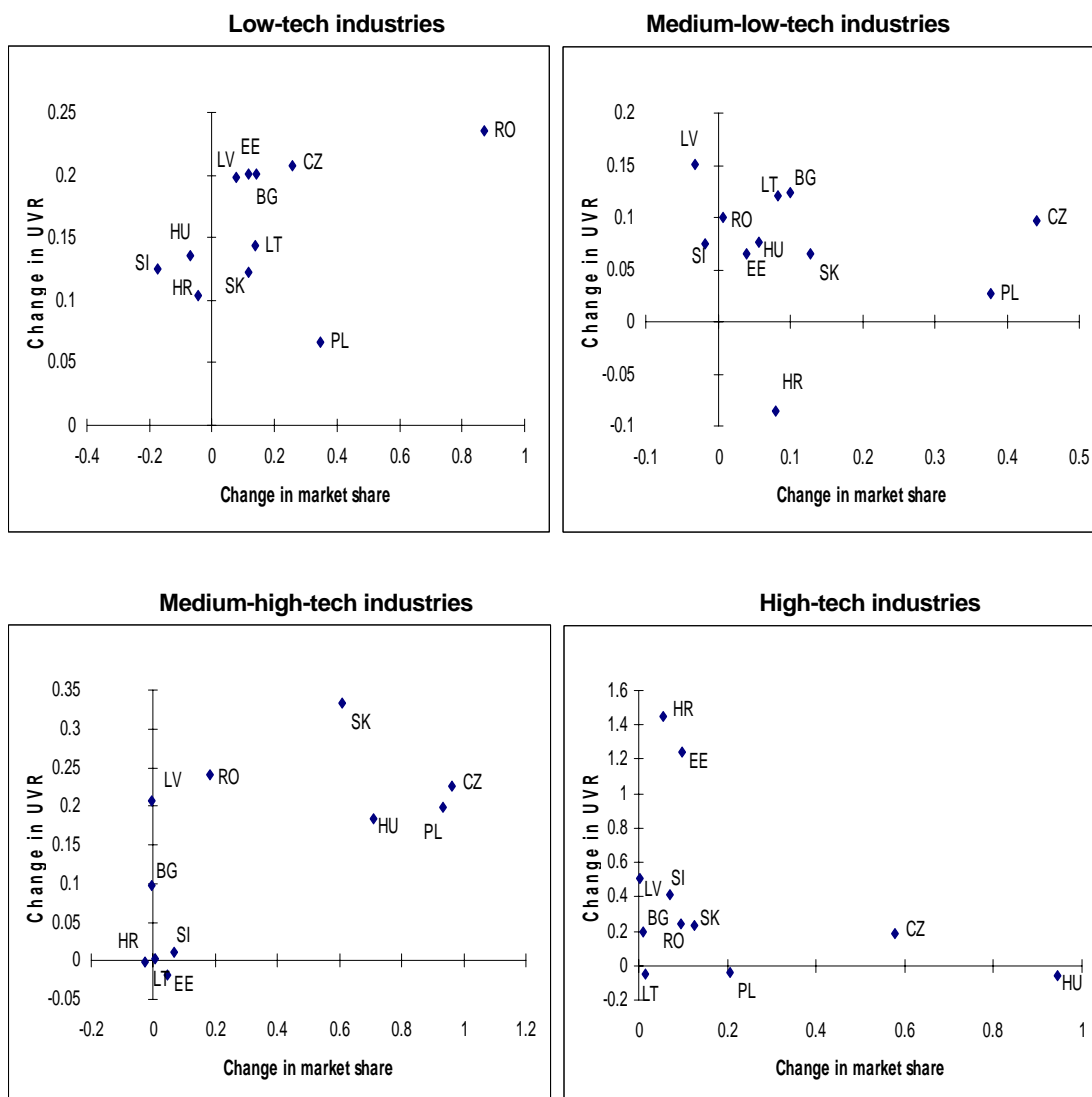 Low-tech industries
Change in UVR
0.25
0.2
0.15
0.1
0.05
0
-0.4
-0.2
0
0.2
0.4
0.6
0.8
1
Change in market share
RO
EE
LV
CZ
BG
HU
LT
SI
HR
SK
PL
Medium-low-tech industries
Change in UVR
0.2
0.15
0.1
0.05
0
-0.05
-0.1
-0.1
0
0.1
0.2
0.3
0.4
0.5
Change in market share
LV
LT
BG
RO
CZ
SI
HU
EE
SK
PL
HR
Medium-high-tech industries
Change in UVR
0.35
0.3
0.25
0.2
0.15
0.1
0.05
0
-0.05
-0.2
0
0.2
0.4
0.6
0.8
1
1.2
Change in market share
SK
LV
RO
CZ
HU
PL
BG
HR
SI
LT
EE
High-tech industries
Change in UVR
1.6
1.4
1.2
1
0.8
0.6
0.4
0.2
0
-0.2
0
0.2
0.4
0.6
0.8
1
Change in market share
HR
EE
LV
SI
BG
SK
RO
CZ
LT
PL
HU